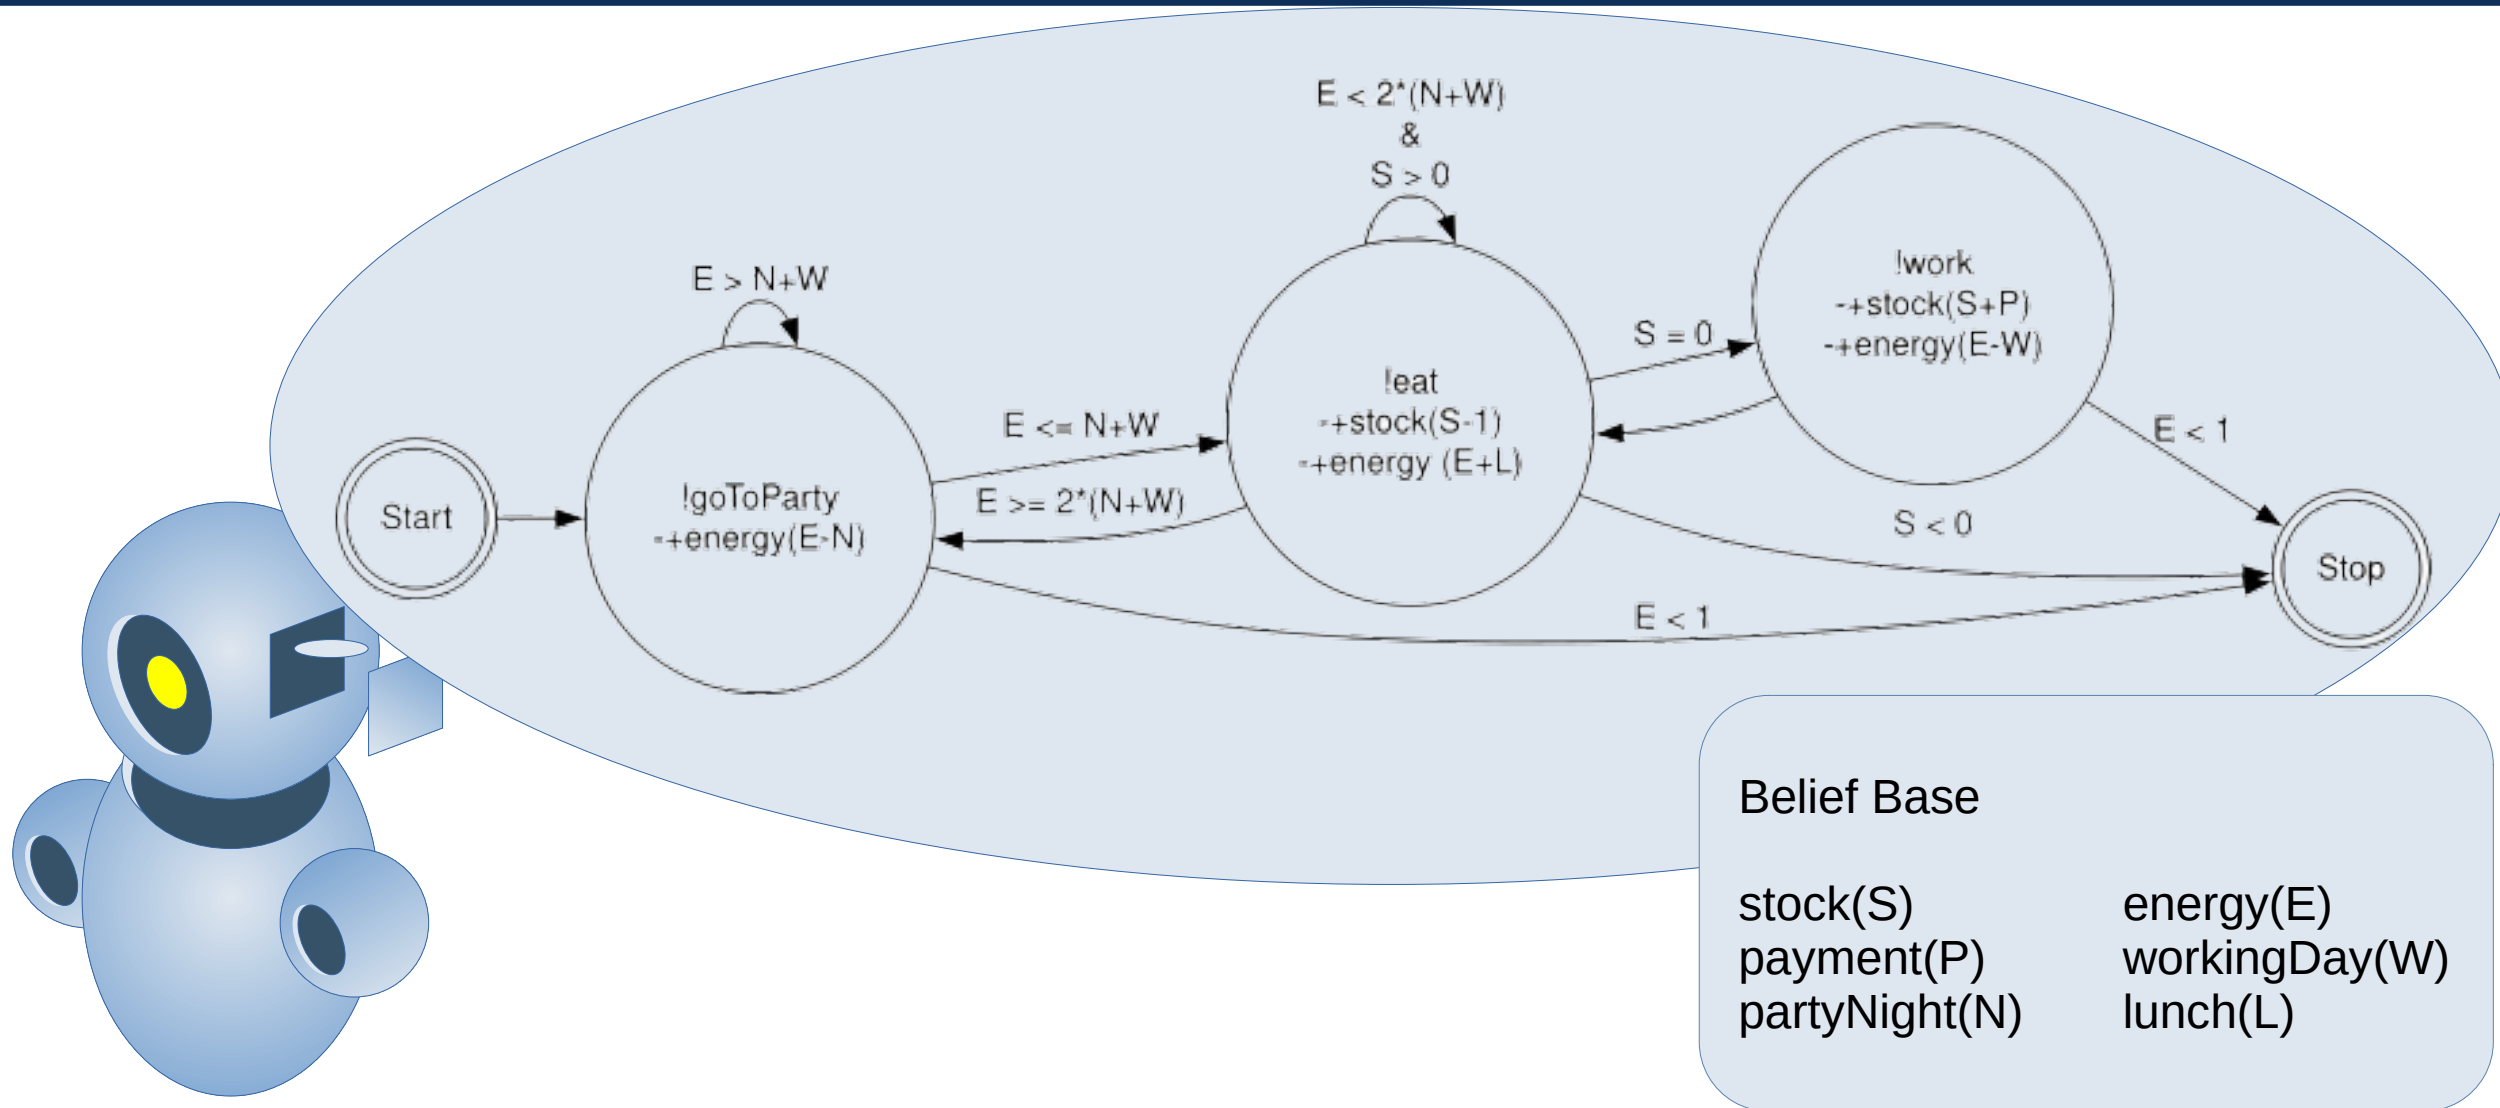 E < 2*(N+W)
&
S > 0
E > N+W
!work
-+stock(S+P)
-+energy(E-W)
S = 0
!eat
-+stock(S-1)
-+energy (E+L)
E <= N+W
E < 1
E >= 2*(N+W)
!goToParty
-+energy(E-N)
Start
S < 0
Stop
E < 1
Belief Base
stock(S) energy(E)
payment(P) workingDay(W)
partyNight(N) lunch(L)